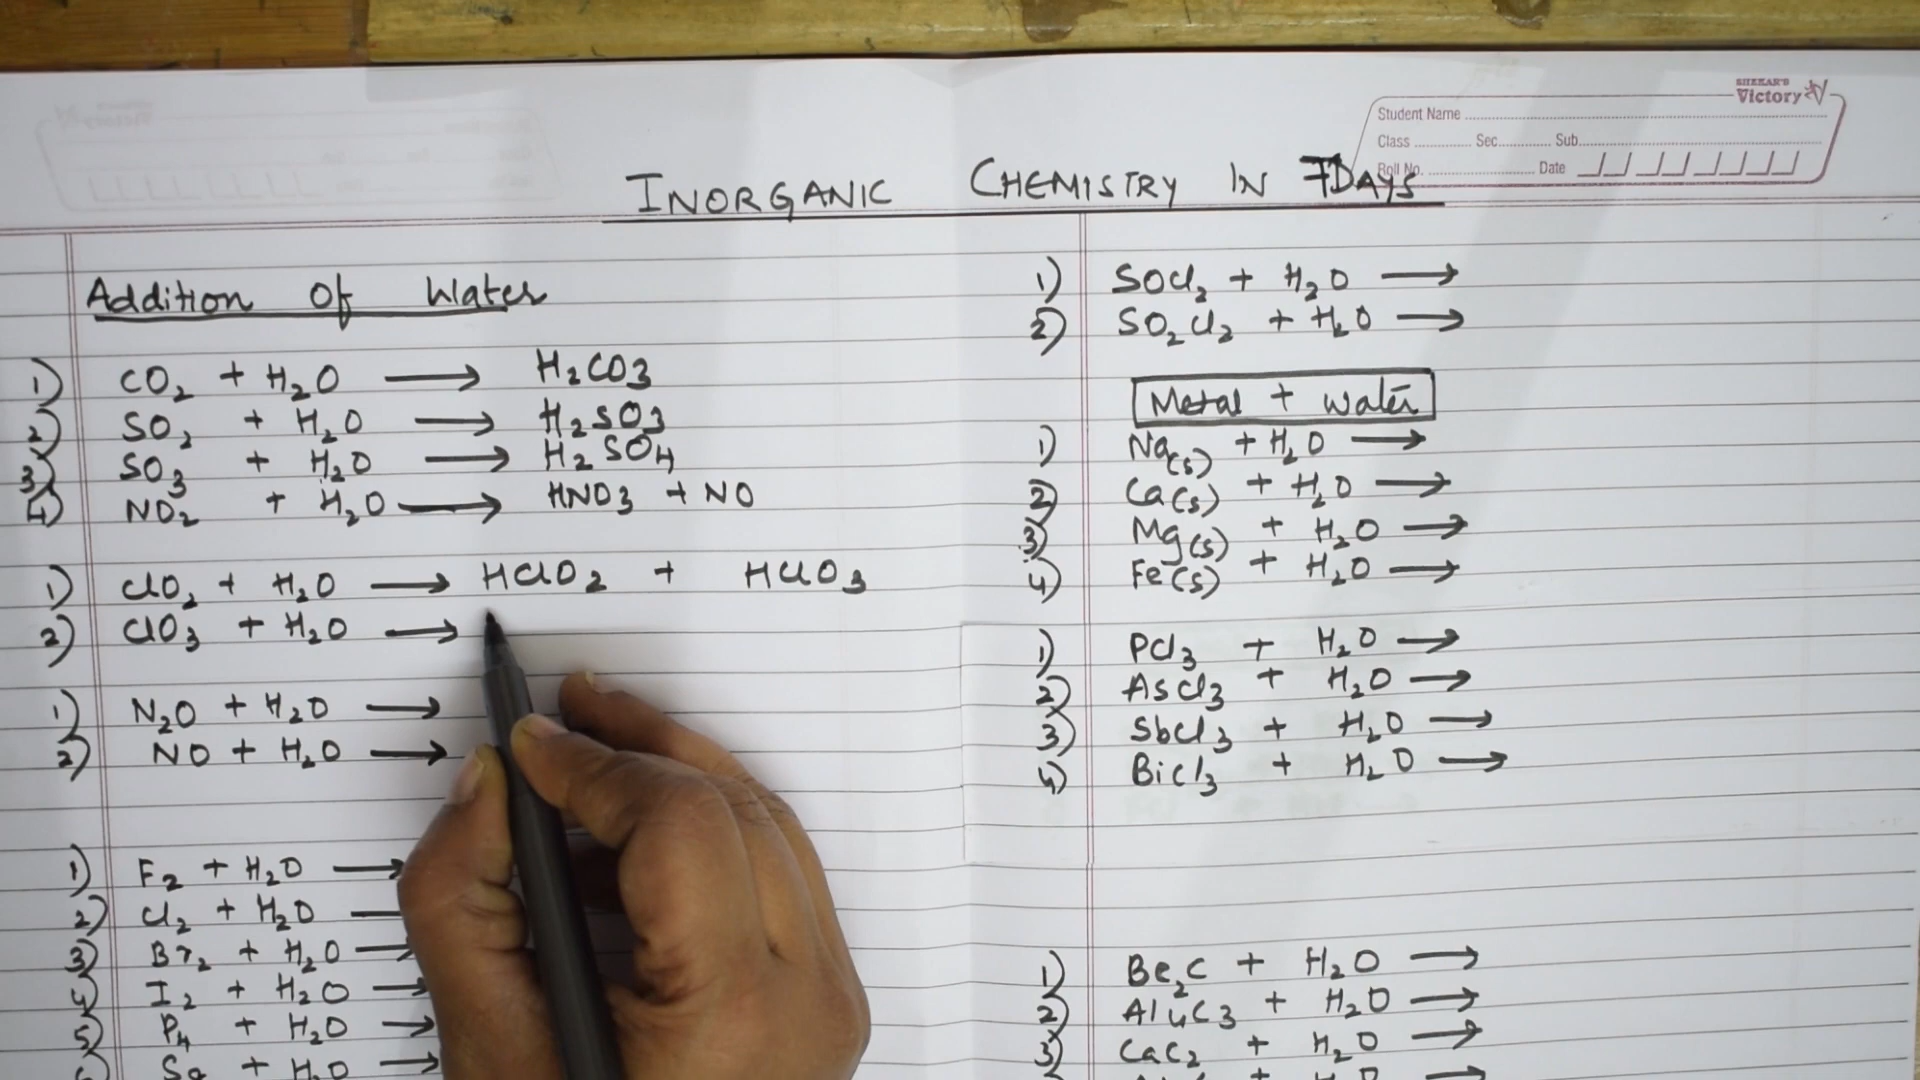 SHEKAR'S
Victory
Student Name
Class Sec. Sub.
Roll No. Date
INORGANIC CHEMISTRY IN 7DAYS
Addition Of Water
1) CO₂ + H₂O ⟶ H₂CO₃
2) SO₂ + H₂O ⟶ H₂SO₃
3) SO₃ + H₂O ⟶ H₂SO₄
4) NO₂ + H₂O ⟶ HNO₃ + NO
1) ClO₂ + H₂O ⟶ HClO₂ + HClO₃
2) ClO₃ + H₂O ⟶
1) N₂O + H₂O ⟶
2) NO + H₂O ⟶
1) F₂ + H₂O ⟶
2) Cl₂ + H₂O
3) Br₂ + H₂O ⟶
4) I₂ + H₂O ⟶
5) P₄ + H₂O ⟶
+ H₂O ⟶
1) SOCl₂ + H₂O ⟶
2) SO₂Cl₂ + H₂O ⟶
Metal + water
1) Na(s) + H₂O ⟶
2) Ca(s) + H₂O ⟶
3) Mg(s) + H₂O ⟶
4) Fe(s) + H₂O ⟶
1) PCl₃ + H₂O ⟶
2) AsCl₃ + H₂O ⟶
3) SbCl₃ + H₂O ⟶
4) BiCl₃ + H₂O ⟶
1) Be₂C + H₂O ⟶
2) Al₄C₃ + H₂O ⟶
3) CaC₂ + H₂O ⟶